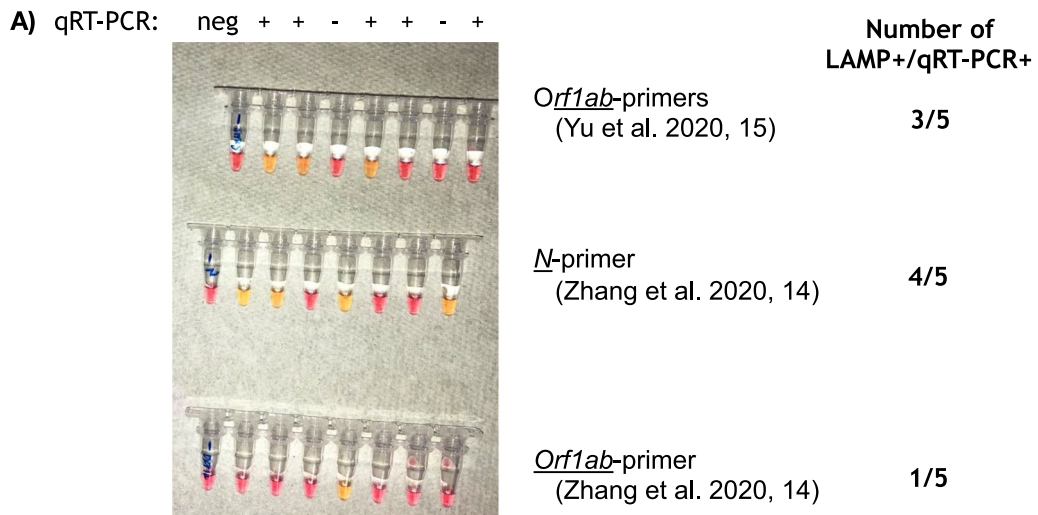 A) qRT-PCR: neg + + - + + - +
Number of
LAMP+/qRT-PCR+
Orf1ab-primers
(Yu et al. 2020, 15)
3/5
N-primer
(Zhang et al. 2020, 14)
4/5
Orf1ab-primer
(Zhang et al. 2020, 14)
1/5